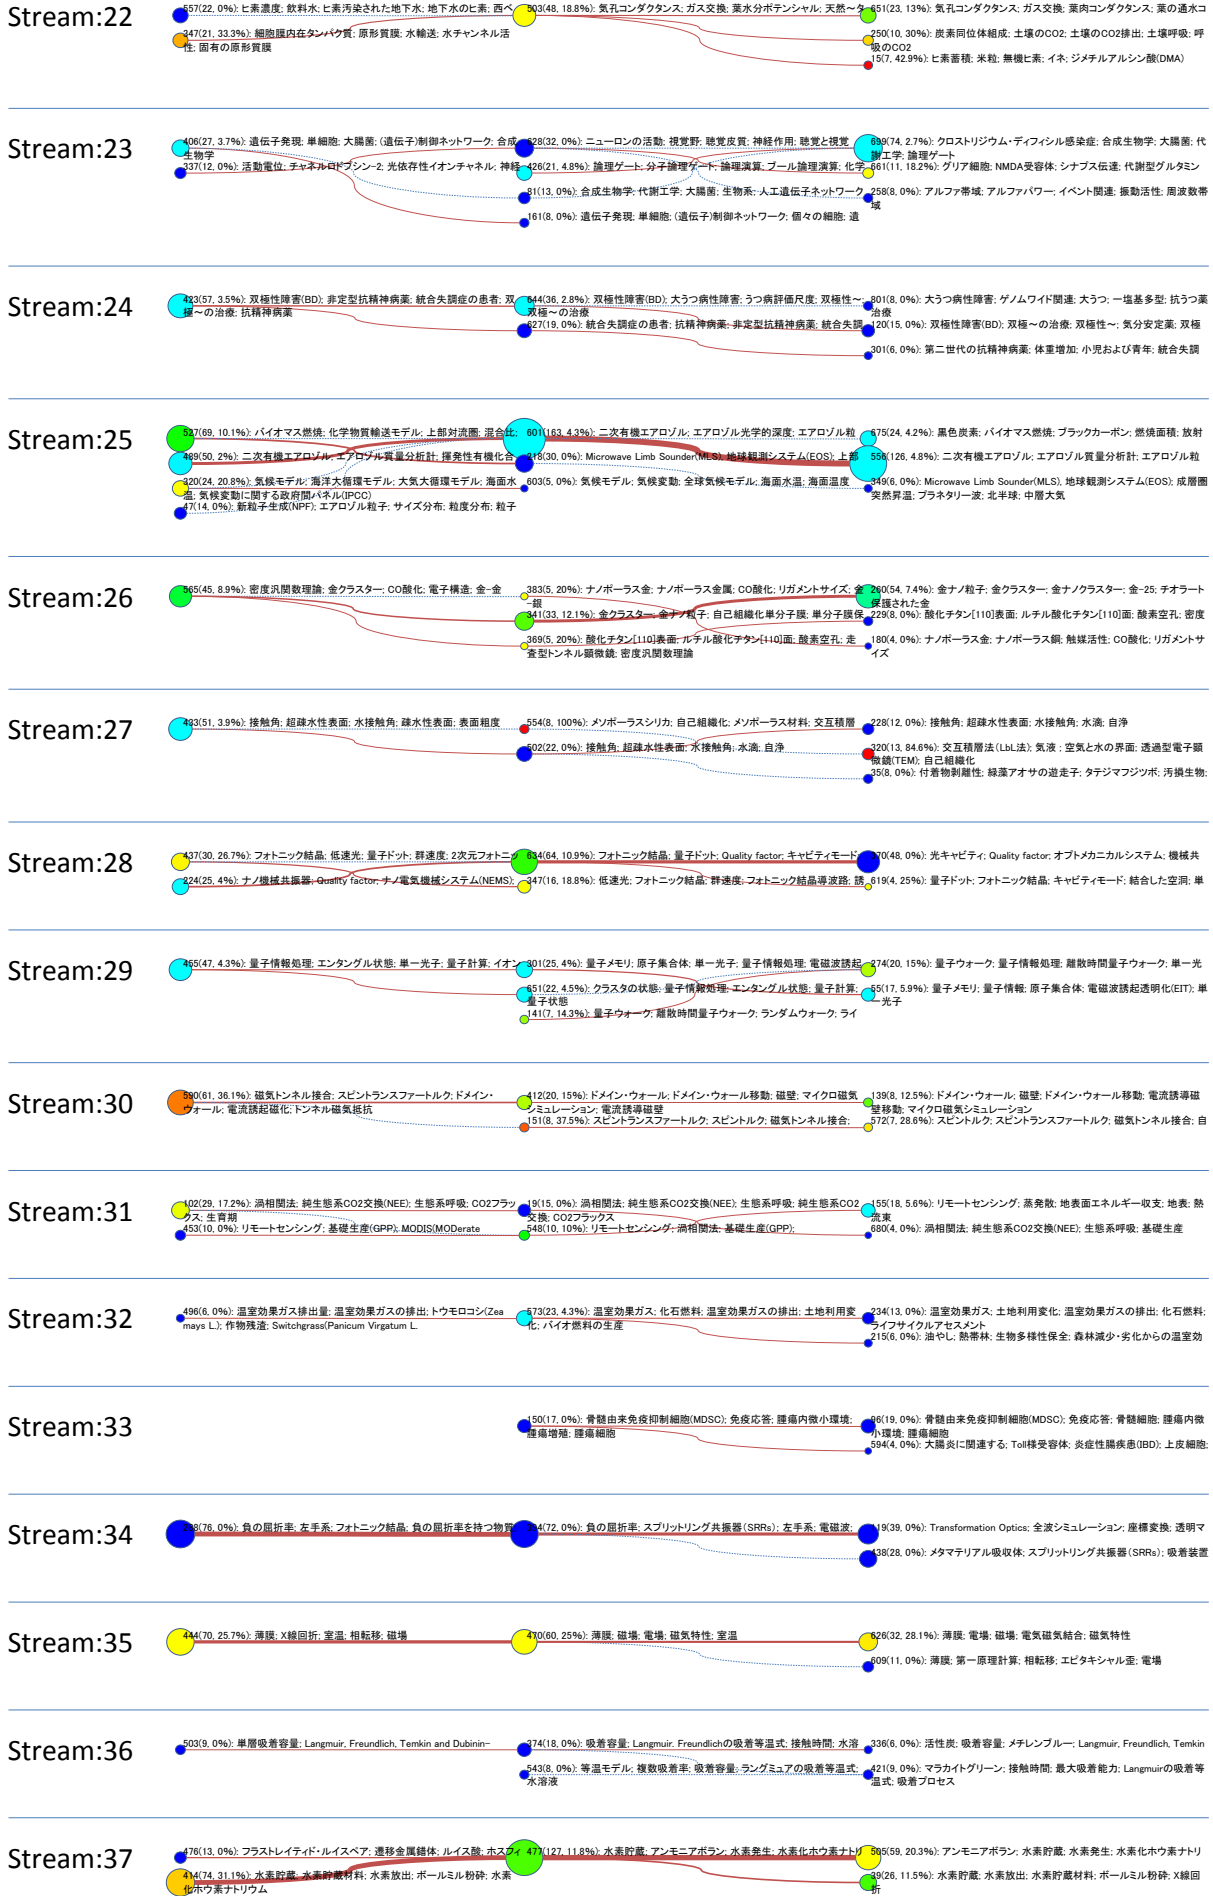 Stream:22
557(22, 0%): ヒ素濃度; 飲料水; ヒ素汚染された地下水; 地下水のヒ素; 西ベ
247(21, 33.3%): 細胞膜内在タンパク質; 原形質膜; 水輸送; 水チャンネル活
性; 固有の原形質膜
503(48, 18.8%): 気孔コンダクタンス; ガス交換; 葉水分ポテンシャル; 天然~タ
651(23, 13%): 気孔コンダクタンス; ガス交換; 葉肉コンダクタンス; 葉の通水コ
250(10, 30%): 炭素同位体組成; 土壌のCO2; 土壌のCO2排出; 土壌呼吸; 呼
吸のCO2
15(7, 42.9%): ヒ素蓄積; 米粒; 無機ヒ素; イネ; ジメチルアルシン酸(DMA)
Stream:23
406(27, 3.7%): 遺伝子発現; 単細胞; 大腸菌; (遺伝子)制御ネットワーク; 合成
生物学
337(12, 0%): 活動電位; チャネルロドプシン-2; 光依存性イオンチャネル; 神経
628(32, 0%): ニューロンの活動; 視覚野; 聴覚皮質; 神経作用; 聴覚と視覚
426(21, 4.8%): 論理ゲート; 分子論理ゲート; 論理演算; ブール論理演算; 化学
81(13, 0%): 合成生物学; 代謝工学; 大腸菌; 生物系; 人工遺伝子ネットワーク
161(8, 0%): 遺伝子発現; 単細胞; (遺伝子)制御ネットワーク; 個々の細胞; 遺
699(74, 2.7%): クロストリジウム・ディフィシル感染症; 合成生物学; 大腸菌; 代
謝工学; 論理ゲート
661(11, 18.2%): グリア細胞; NMDA受容体; シナプス伝達; 代謝型グルタミン
258(8, 0%): アルファ帯域; アルファパワー; イベント関連; 振動活性; 周波数帯
域
Stream:24
423(57, 3.5%): 双極性障害(BD); 非定型抗精神病薬; 統合失調症の患者; 双
極~の治療; 抗精神病薬
644(36, 2.8%): 双極性障害(BD); 大うつ病性障害; うつ病評価尺度; 双極性~;
双極~の治療
627(19, 0%): 統合失調症の患者; 抗精神病薬; 非定型抗精神病薬; 統合失調
801(8, 0%): 大うつ病性障害; ゲノムワイド関連; 大うつ; 一塩基多型; 抗うつ薬
治療
120(15, 0%): 双極性障害(BD); 双極~の治療; 双極性~; 気分安定薬; 双極
301(6, 0%): 第二世代の抗精神病薬; 体重増加; 小児および青年; 統合失調
Stream:25
527(69, 10.1%): バイオマス燃焼; 化学物質輸送モデル; 上部対流圏; 混合比;
489(50, 2%): 二次有機エアロゾル; エアロゾル質量分析計; 揮発性有機化合
320(24, 20.8%): 気候モデル; 海洋大循環モデル; 大気大循環モデル; 海面水
温; 気候変動に関する政府間パネル(IPCC)
47(14, 0%): 新粒子生成(NPF); エアロゾル粒子; サイズ分布; 粒度分布; 粒子
601(163, 4.3%): 二次有機エアロゾル; エアロゾル光学的深度; エアロゾル粒
218(30, 0%): Microwave Limb Sounder(MLS), 地球観測システム(EOS); 上部
603(5, 0%): 気候モデル; 気候変動; 全球気候モデル; 海面水温; 海面温度
675(24, 4.2%): 黒色炭素; バイオマス燃焼; ブラックカーボン; 燃焼面積; 放射
556(126, 4.8%): 二次有機エアロゾル; エアロゾル質量分析計; エアロゾル粒
349(6, 0%): Microwave Limb Sounder(MLS), 地球観測システム(EOS); 成層圏
突然昇温; プラネタリー波; 北半球; 中層大気
Stream:26
565(45, 8.9%): 密度汎関数理論; 金クラスター; CO酸化; 電子構造; 金-金
383(5, 20%): ナノポーラス金; ナノポーラス金属; CO酸化; リガメントサイズ; 金
-銀
341(33, 12.1%): 金クラスター; 金ナノ粒子; 自己組織化単分子膜; 単分子膜保
369(5, 20%): 酸化チタン[110]表面; ルチル酸化チタン[110]面; 酸素空孔; 走
査型トンネル顕微鏡; 密度汎関数理論
260(54, 7.4%): 金ナノ粒子; 金クラスター; 金ナノクラスター; 金-25; チオラート
保護された金
229(8, 0%): 酸化チタン[110]表面; ルチル酸化チタン[110]面; 酸素空孔; 密度
180(4, 0%): ナノポーラス金; ナノポーラス銅; 触媒活性; CO酸化; リガメントサ
イズ
Stream:27
433(51, 3.9%): 接触角; 超疎水性表面; 水接触角; 疎水性表面; 表面粗度
554(8, 100%): メソポーラスシリカ; 自己組織化; メソポーラス材料; 交互積層
502(22, 0%): 接触角; 超疎水性表面; 水接触角; 水滴; 自浄
228(12, 0%): 接触角; 超疎水性表面; 水接触角; 水滴; 自浄
320(13, 84.6%): 交互積層法(LbL法); 気液; 空気と水の界面; 透過型電子顕
微鏡(TEM); 自己組織化
35(8, 0%): 付着物剥離性; 緑藻アオサの遊走子; タテジマフジツボ; 汚損生物;
Stream:28
437(30, 26.7%): フォトニック結晶; 低速光; 量子ドット; 群速度; 2次元フォトニッ
224(25, 4%): ナノ機械共振器; Quality factor; ナノ電気機械システム(NEMS);
634(64, 10.9%): フォトニック結晶; 量子ドット; Quality factor; キャビティモード
347(16, 18.8%): 低速光; フォトニック結晶; 群速度; フォトニック結晶導波路; 誘
370(48, 0%): 光キャビティ; Quality factor; オプトメカニカルシステム; 機械共
619(4, 25%): 量子ドット; フォトニック結晶; キャビティモード; 結合した空洞; 単
Stream:29
455(47, 4.3%): 量子情報処理; エンタングル状態; 単一光子; 量子計算; イオン
301(25, 4%): 量子メモリ; 原子集合体; 単一光子; 量子情報処理; 電磁波誘起
651(22, 4.5%): クラスタの状態; 量子情報処理; エンタングル状態; 量子計算;
量子状態
141(7, 14.3%): 量子ウォーク; 離散時間量子ウォーク; ランダムウォーク; ライ
274(20, 15%): 量子ウォーク; 量子情報処理; 離散時間量子ウォーク; 単一光
55(17, 5.9%): 量子メモリ; 量子情報; 原子集合体; 電磁波誘起透明化(EIT); 単
一光子
Stream:30
590(61, 36.1%): 磁気トンネル接合; スピントランスファートルク; ドメイン・
ウォール; 電流誘起磁化; トンネル磁気抵抗
412(20, 15%): ドメイン・ウォール; ドメイン・ウォール移動; 磁壁; マイクロ磁気
シミュレーション; 電流誘導磁壁
151(8, 37.5%): スピントランスファートルク; スピントルク; 磁気トンネル接合;
139(8, 12.5%): ドメイン・ウォール; 磁壁; ドメイン・ウォール移動; 電流誘導磁
壁移動; マイクロ磁気シミュレーション
572(7, 28.6%): スピントルク; スピントランスファートルク; 磁気トンネル接合; 自
Stream:31
102(29, 17.2%): 渦相関法; 純生態系CO2交換(NEE); 生態系呼吸; CO2フラッ
クス; 生育期
453(10, 0%): リモートセンシング; 基礎生産(GPP), MODIS(MODerate
19(15, 0%): 渦相関法; 純生態系CO2交換(NEE); 生態系呼吸; 純生態系CO2
交換; CO2フラックス
548(10, 10%): リモートセンシング; 渦相関法; 基礎生産(GPP);
155(18, 5.6%): リモートセンシング; 蒸発散; 地表面エネルギー収支; 地表; 熱
流束
680(4, 0%): 渦相関法; 純生態系CO2交換(NEE); 生態系呼吸; 基礎生産
Stream:32
496(6, 0%): 温室効果ガス排出量; 温室効果ガスの排出; トウモロコシ(Zea
mays L.); 作物残渣; Switchgrass(Panicum Virgatum L.
573(23, 4.3%): 温室効果ガス; 化石燃料; 温室効果ガスの排出; 土地利用変
化; バイオ燃料の生産
234(13, 0%): 温室効果ガス; 土地利用変化; 温室効果ガスの排出; 化石燃料;
ライフサイクルアセスメント
215(6, 0%): 油やし; 熱帯林; 生物多様性保全; 森林減少・劣化からの温室効
Stream:33
150(17, 0%): 骨髄由来免疫抑制細胞(MDSC); 免疫応答; 腫瘍内微小環境;
腫瘍増殖; 腫瘍細胞
96(19, 0%): 骨髄由来免疫抑制細胞(MDSC); 免疫応答; 骨髄細胞; 腫瘍内微
小環境; 腫瘍細胞
594(4, 0%): 大腸炎に関連する; Toll様受容体; 炎症性腸疾患(IBD); 上皮細胞;
Stream:34
(76, 0%): 負の屈折率; 左手系; フォトニック結晶; 負の屈折率を持つ物質
(72, 0%): 負の屈折率; スプリットリング共振器(SRRs); 左手系; 電磁波;
119(39, 0%): Transformation Optics; 全波シミュレーション; 座標変換; 透明マ
438(28, 0%): メタマテリアル吸収体; スプリットリング共振器(SRRs); 吸着装置
Stream:35
444(70, 25.7%): 薄膜; X線回折; 室温; 相転移; 磁場
470(60, 25%): 薄膜; 磁場; 電場; 磁気特性; 室温
626(32, 28.1%): 薄膜; 電場; 磁場; 電気磁気結合; 磁気特性
609(11, 0%): 薄膜; 第一原理計算; 相転移; エピタキシャル歪; 電場
Stream:36
503(9, 0%): 単層吸着容量; Langmuir, Freundlich, Temkin and Dubinin-
374(18, 0%): 吸着容量; Langmuir. Freundlichの吸着等温式; 接触時間; 水溶
543(8, 0%): 等温モデル; 複数吸着率; 吸着容量; ラングミュアの吸着等温式;
水溶液
336(6, 0%): 活性炭; 吸着容量; メチレンブルー; Langmuir, Freundlich, Temkin
421(9, 0%): マラカイトグリーン; 接触時間; 最大吸着能力; Langmuirの吸着等
温式; 吸着プロセス
Stream:37
476(13, 0%): フラストレイティド・ルイスペア; 遷移金属錯体; ルイス酸; ホスフィ
414(74, 31.1%): 水素貯蔵; 水素貯蔵材料; 水素放出; ボールミル粉砕; 水素
化ホウ素ナトリウム
477(127, 11.8%): 水素貯蔵; アンモニアボラン; 水素発生; 水素化ホウ素ナトリ
505(59, 20.3%): アンモニアボラン; 水素貯蔵; 水素発生; 水素化ホウ素ナトリ
39(26, 11.5%): 水素貯蔵; 水素放出; 水素貯蔵材料; ボールミル粉砕; X線回
折